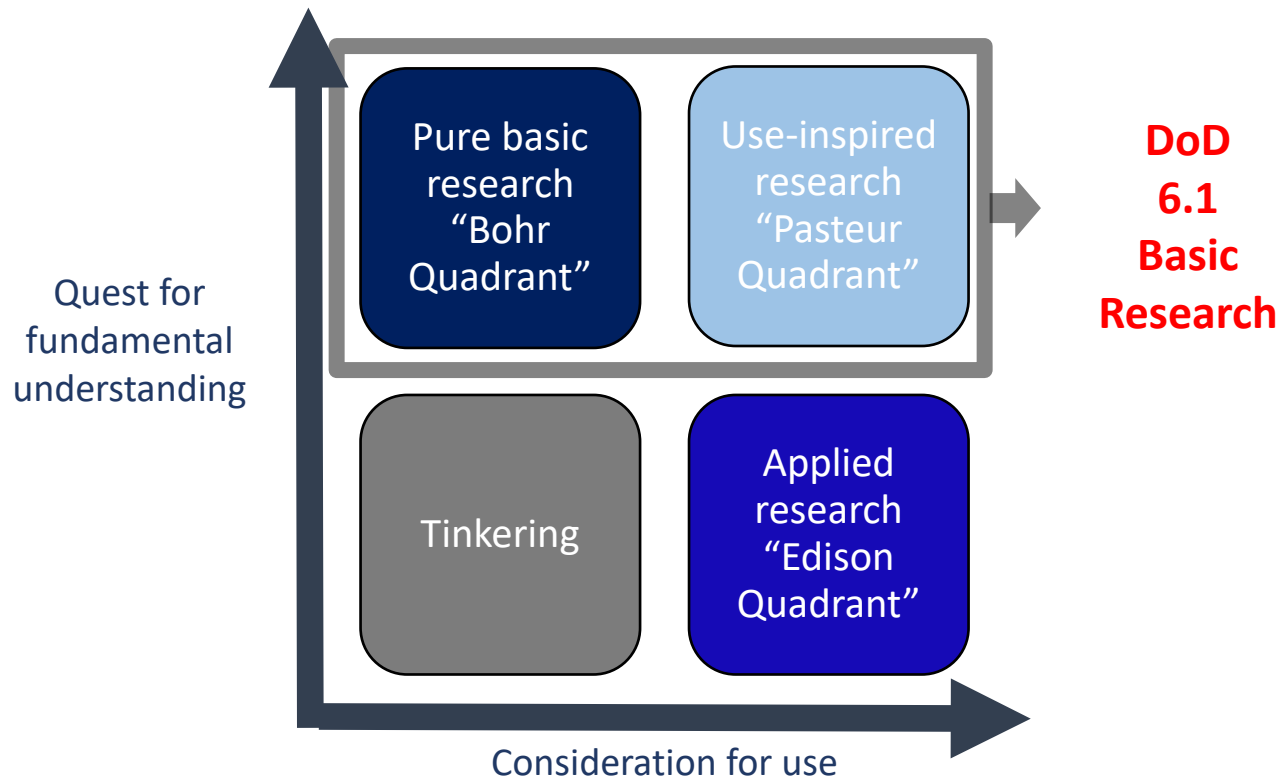 Pure basic
research
“Bohr
Quadrant”
Use-inspired
research
“Pasteur
Quadrant”
DoD
6.1
Basic
Research
Quest for
fundamental
understanding
Tinkering
Applied
research
“Edison
Quadrant”
Consideration for use